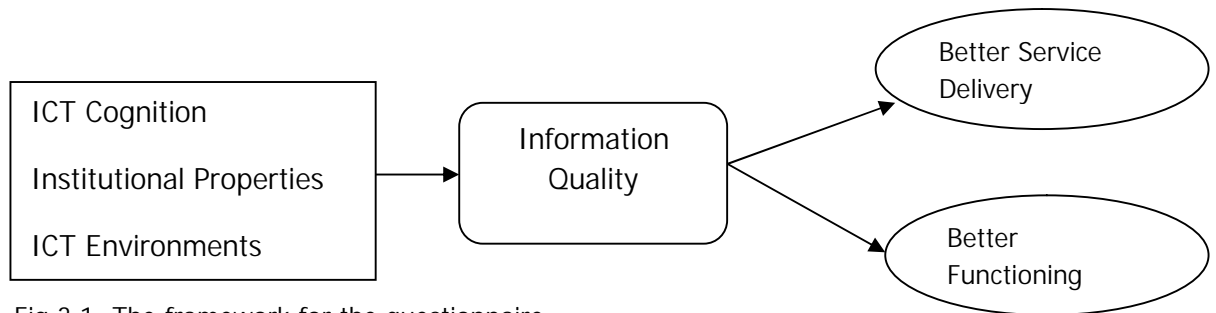 ICT Cognition
Institutional Properties
ICT Environments
Information
Quality
Better Service
Delivery
Better
Functioning
Fig 2.1 The framework for the questionnaire